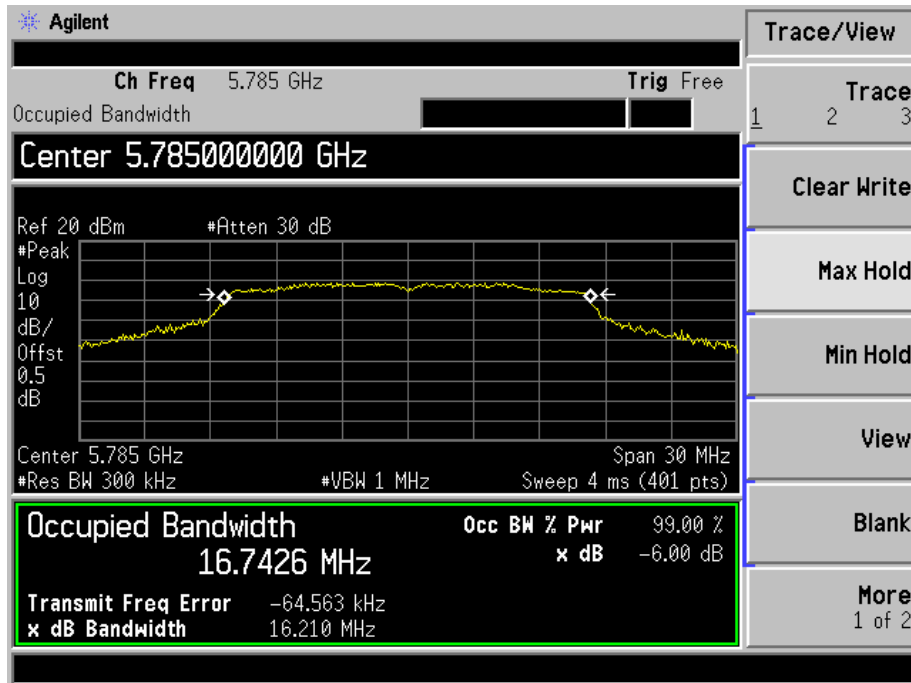 Agilent
Trace/View
Ch Freq 5.785 GHz Trig Free
Occupied Bandwidth
Center 5.785000000 GHz
Ref 20 dBm #Atten 30 dB
#Peak
Log
10
dB/
Offst
0.5
dB
Center 5.785 GHz Span 30 MHz
#Res BW 300 kHz #VBW 1 MHz Sweep 4 ms (401 pts)
Occupied Bandwidth Occ BW % Pwr 99.00 %
16.7426 MHz x dB -6.00 dB
Transmit Freq Error -64.563 kHz
x dB Bandwidth 16.210 MHz
Trace
1 2 3
Clear Write
Max Hold
Min Hold
View
Blank
More
1 of 2